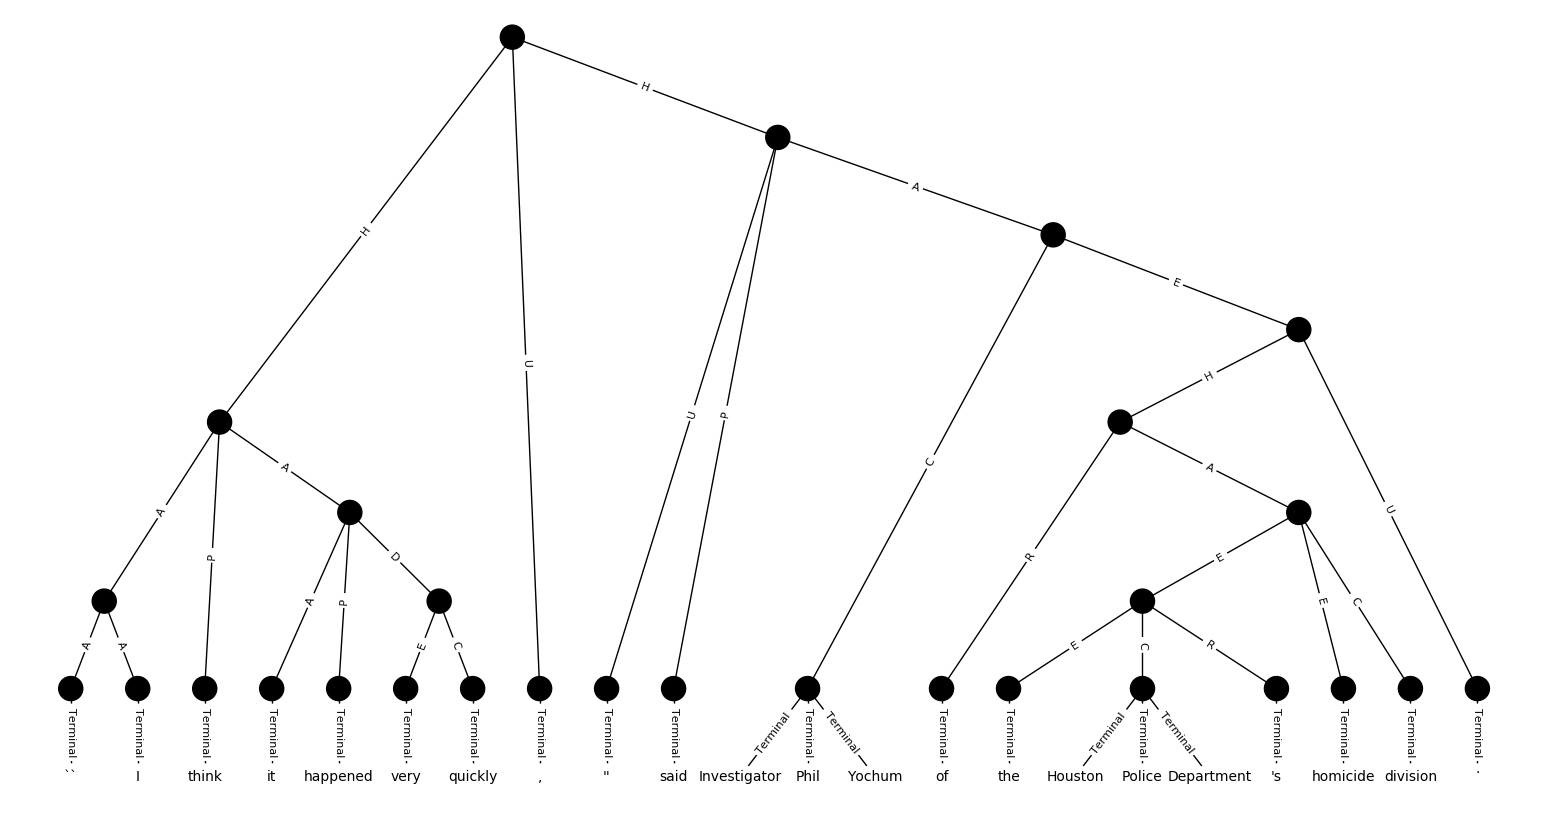 H
H
A
E
H
U
H
A
C
U
P
U
A
A
P
A
D
R
E
E
C
A
P
A
A
E
C
E
C
R
Terminal Terminal Terminal Terminal Terminal Terminal Terminal Terminal Terminal Terminal Terminal Terminal Terminal Terminal Terminal Terminal Terminal Terminal Terminal Terminal Terminal Terminal
`` I think it happened very quickly , " said Investigator Phil Yochum of the Houston Police Department 's homicide division .